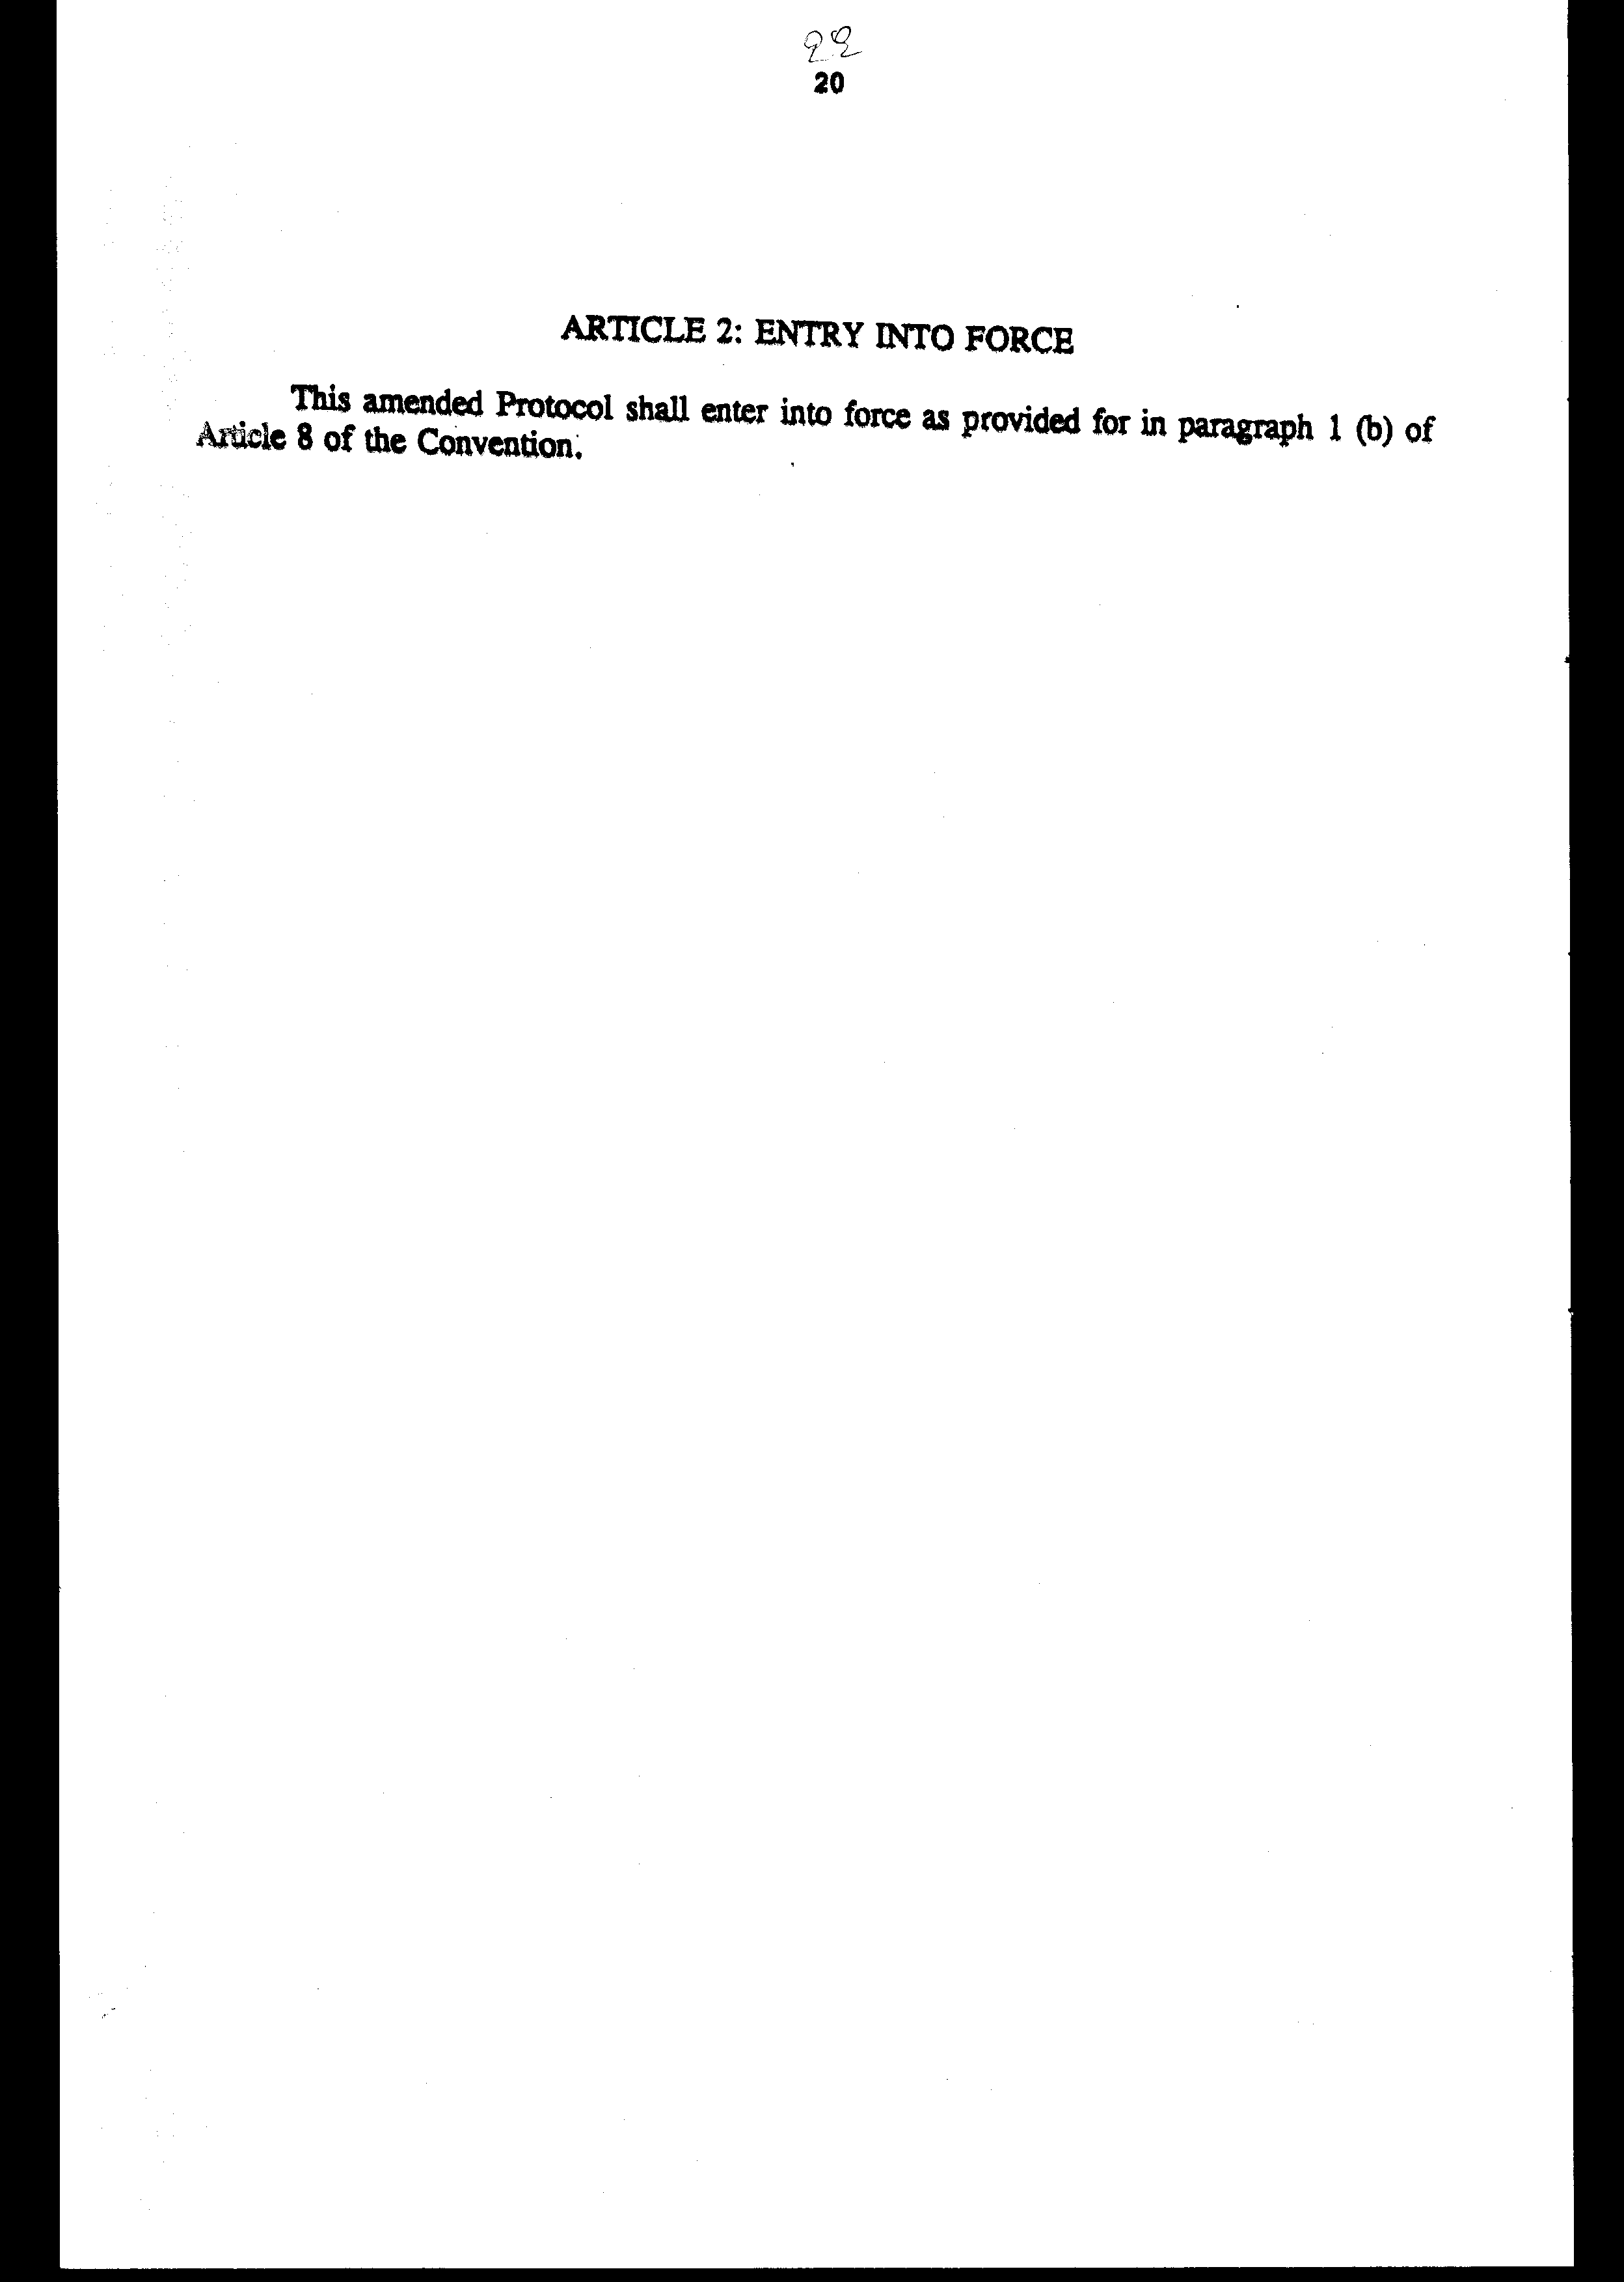 20
ARTICLE 2: ENTRY INTO FORCE
This amended Protocol shall enter into force as provided for in paragraph 1 (b) of
Article 8 of the Convention.